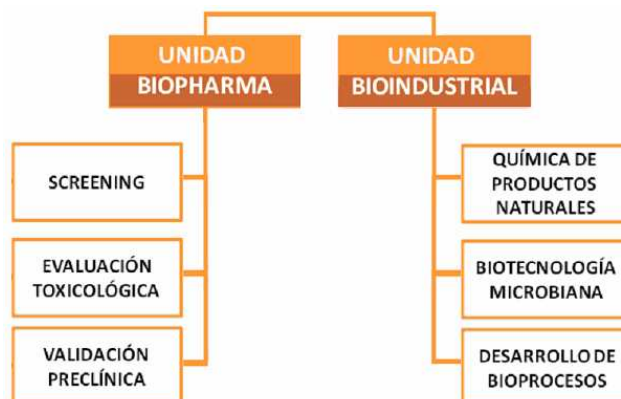 UNIDAD
BIOPHARMA
UNIDAD
BIOINDUSTRIAL
SCREENING
EVALUACIÓN
TOXICOLÓGICA
VALIDACIÓN
PRECLÍNICA
QUÍMICA DE
PRODUCTOS
NATURALES
BIOTECNOLOGÍA
MICROBIANA
DESARROLLO DE
BIOPROCESOS